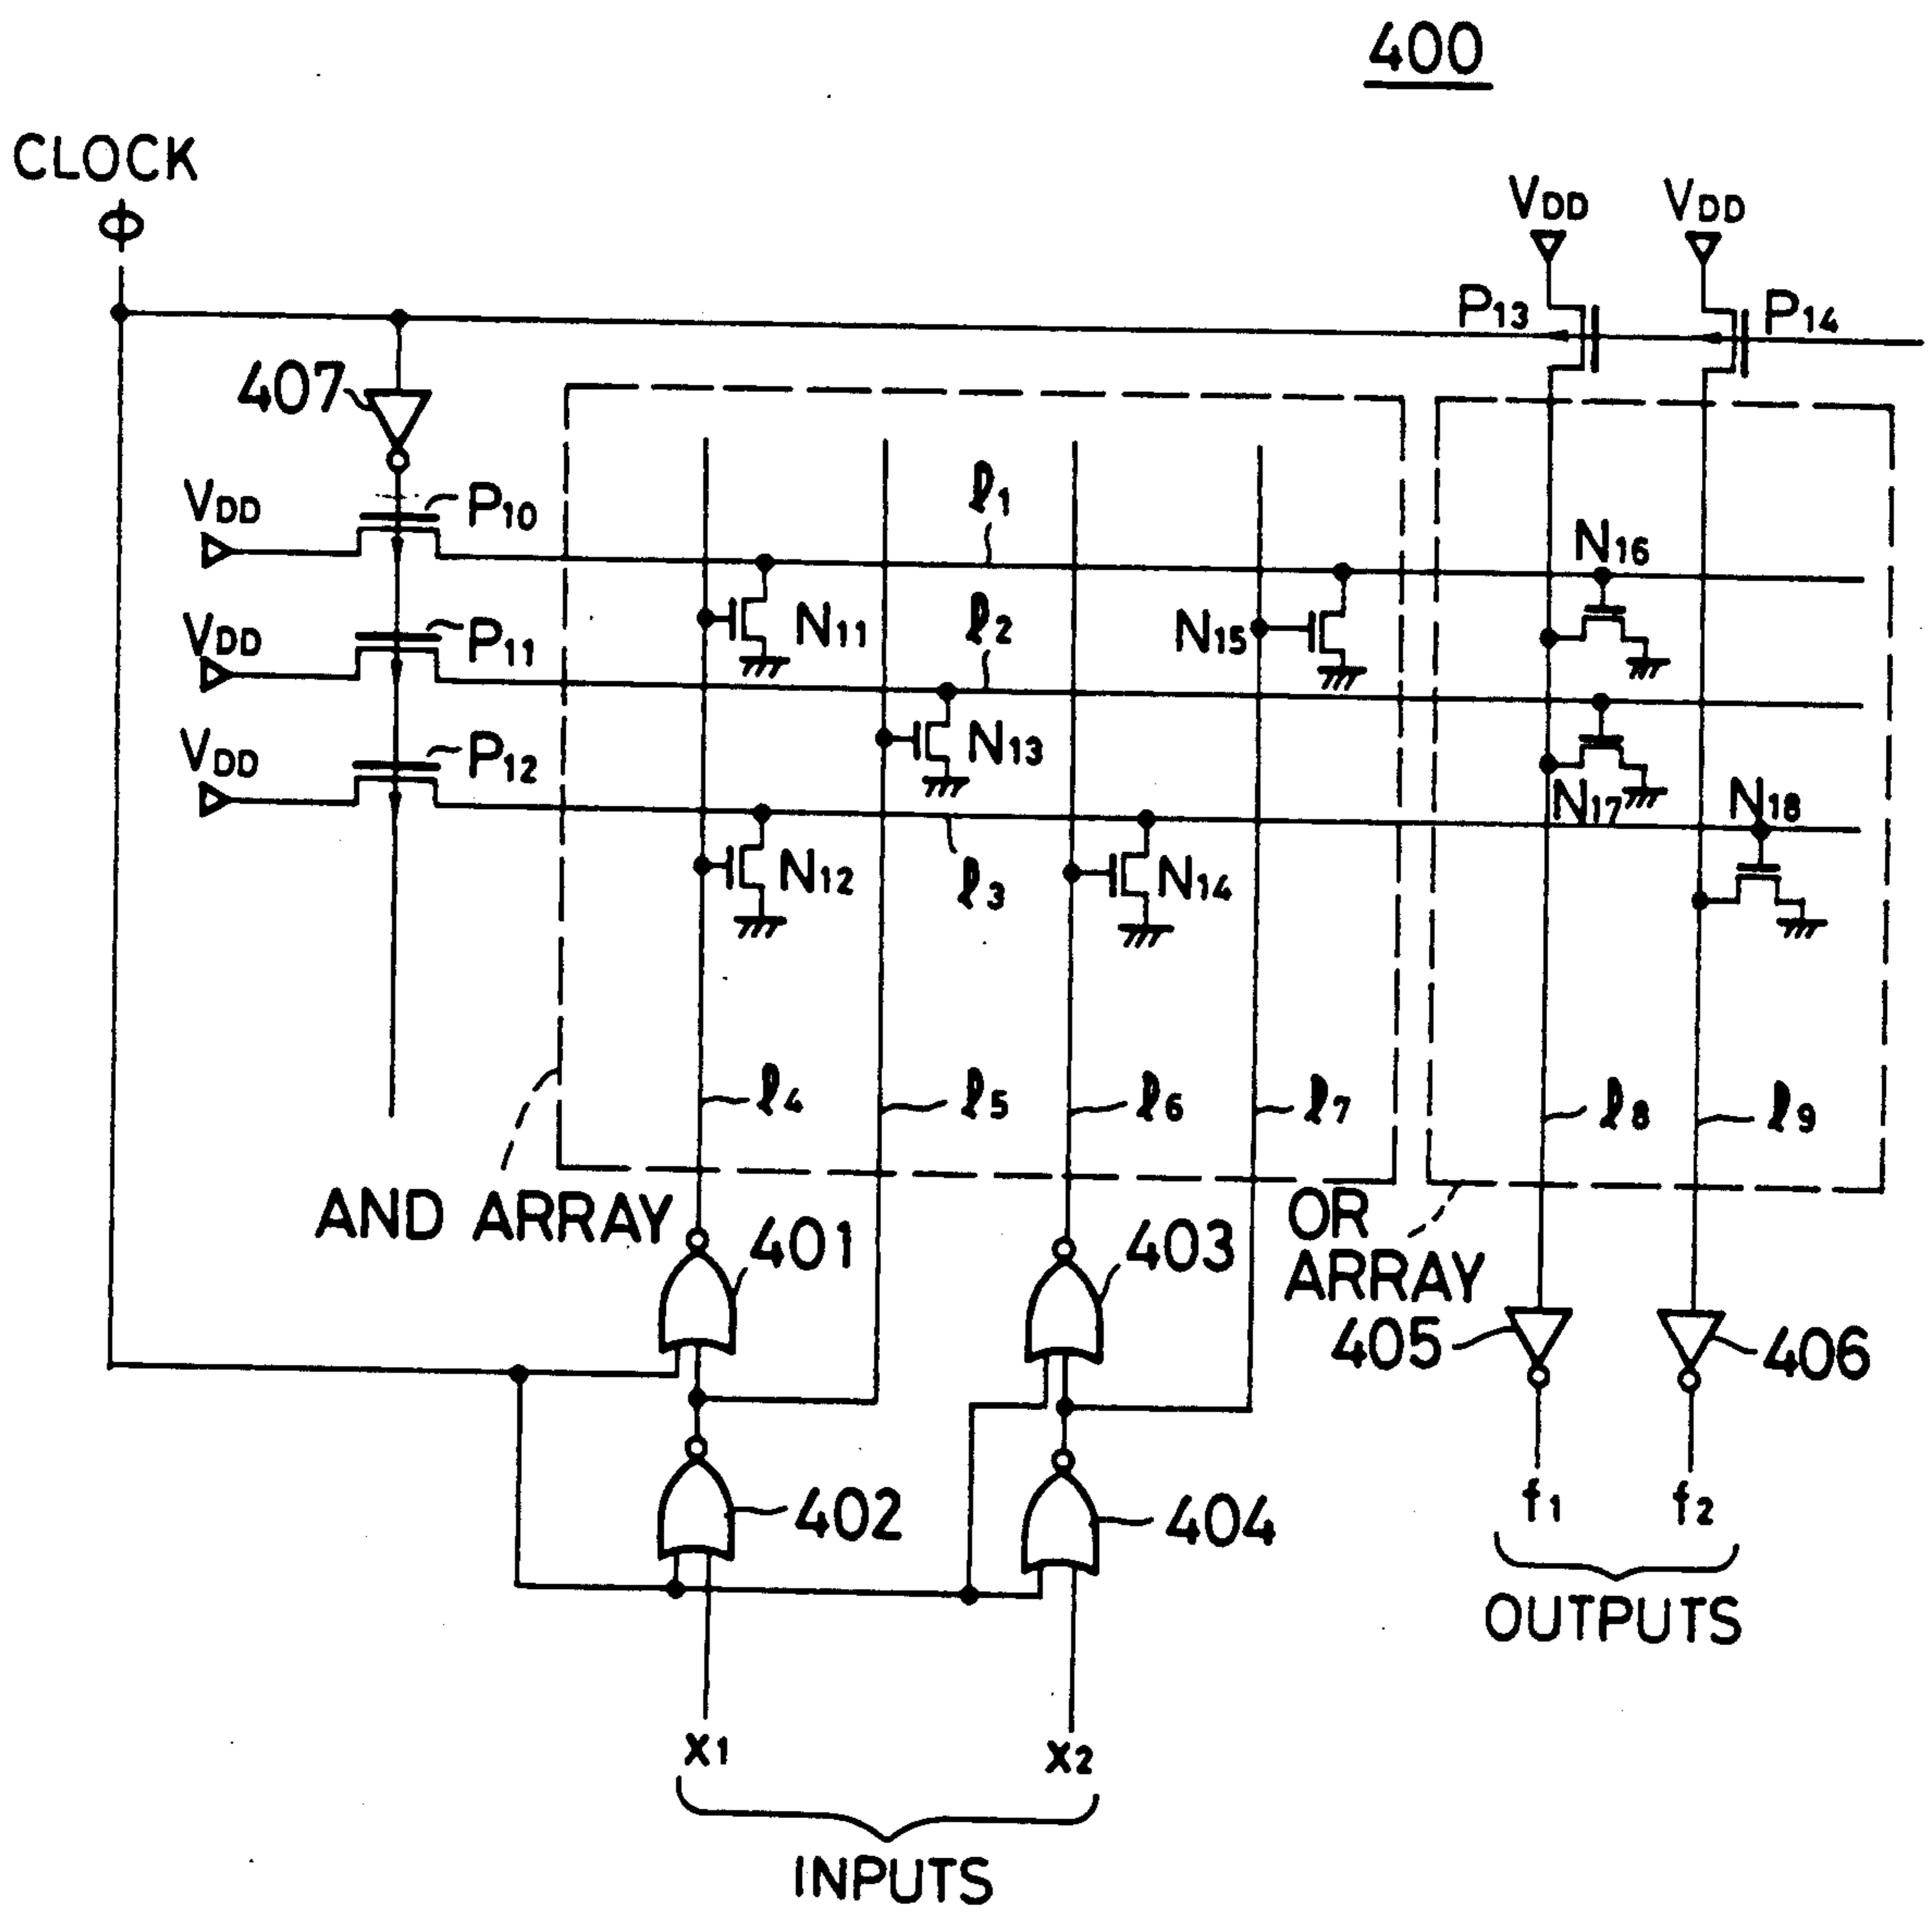 400
CLOCK
ϕ
VDD VDD
P13 P14
407
VDD P10
ℓ1
N16
VDD P11
N11
ℓ2
N15
VDD P12
N13
N17 N18
N12
ℓ3
N14
ℓ4 ℓ5 ℓ6 ℓ7 ℓ8 ℓ9
AND ARRAY
OR
ARRAY
401 403
405 406
402 404
f1 f2
OUTPUTS
x1 x2
INPUTS